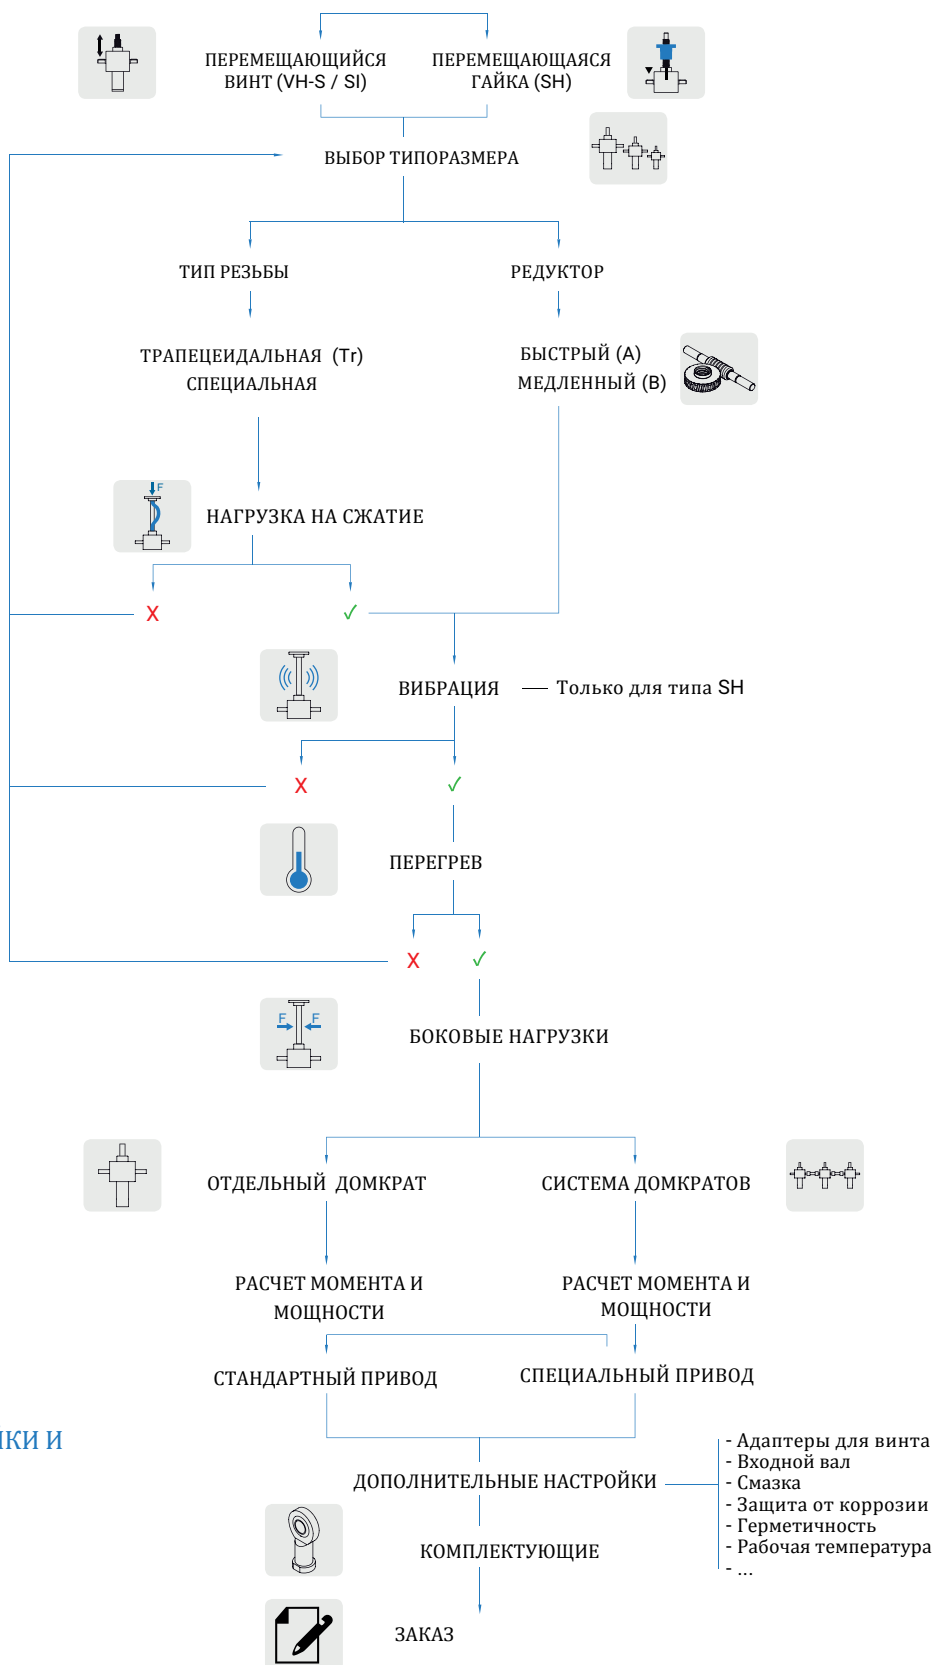 ПЕРЕМЕЩАЮЩИЙСЯ
ВИНТ (VH-S / SI)
ПЕРЕМЕЩАЮЩАЯСЯ
ГАЙКА (SH)
ВЫБОР ТИПОРАЗМЕРА
ТИП РЕЗЬБЫ
РЕДУКТОР
ТРАПЕЦЕИДАЛЬНАЯ (Tr)
СПЕЦИАЛЬНАЯ
БЫСТРЫЙ (A)
МЕДЛЕННЫЙ (B)
F
НАГРУЗКА НА СЖАТИЕ
X ✓
ВИБРАЦИЯ — Только для типа SH
X ✓
ПЕРЕГРЕВ
X ✓
F F
БОКОВЫЕ НАГРУЗКИ
ОТДЕЛЬНЫЙ ДОМКРАТ
СИСТЕМА ДОМКРАТОВ
РАСЧЕТ МОМЕНТА И
МОЩНОСТИ
РАСЧЕТ МОМЕНТА И
МОЩНОСТИ
СТАНДАРТНЫЙ ПРИВОД
СПЕЦИАЛЬНЫЙ ПРИВОД
КИ И
ДОПОЛНИТЕЛЬНЫЕ НАСТРОЙКИ
- Адаптеры для винта
- Входной вал
- Смазка
- Защита от коррозии
- Герметичность
- Рабочая температура
- ...
КОМПЛЕКТУЮЩИЕ
ЗАКАЗ